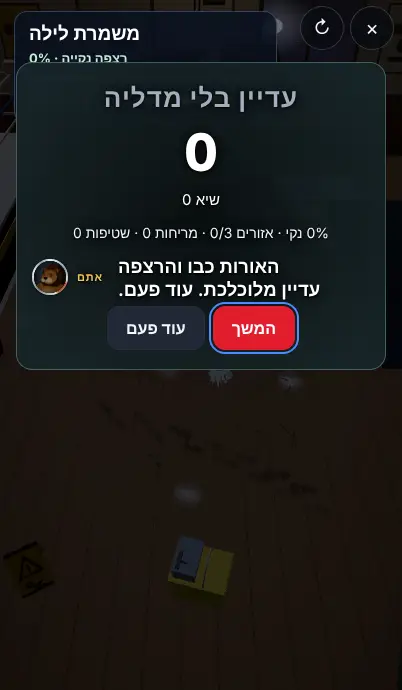 משמרת לילה
רצפה נקייה · 0%
עדיין בלי מדליה
0
שיא 0
0% נקי · אזורים 0/3 · מריחות 0 · שטיפות 0
אתם
האורות כבו והרצפה
עדיין מלוכלכת. עוד פעם.
המשך
עוד פעם